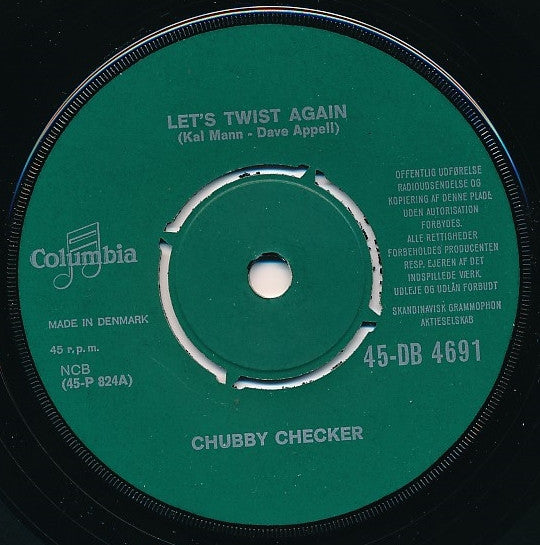 LET'S TWIST AGAIN
(Kal Mann - Dave Appell)
OFFENTLIG UDFØRELSE
RADIOUDSENDELSE OG
KOPIERING AF DENNE PLADE
UDEN AUTORISATION
FORBYDES.
ALLE RETTIGHEDER
FORBEHOLDES PRODUCENTEN
RESP. EJEREN AF DET
INDSPILLEDE VÆRK.
UDLEJE OG UDLÅN FORBUDT
SKANDINAVISK GRAMMOPHON
AKTIESELSKAB
Columbia
MADE IN DENMARK
45 r.p.m.
NCB
(45-P 824A)
45-DB 4691
CHUBBY CHECKER